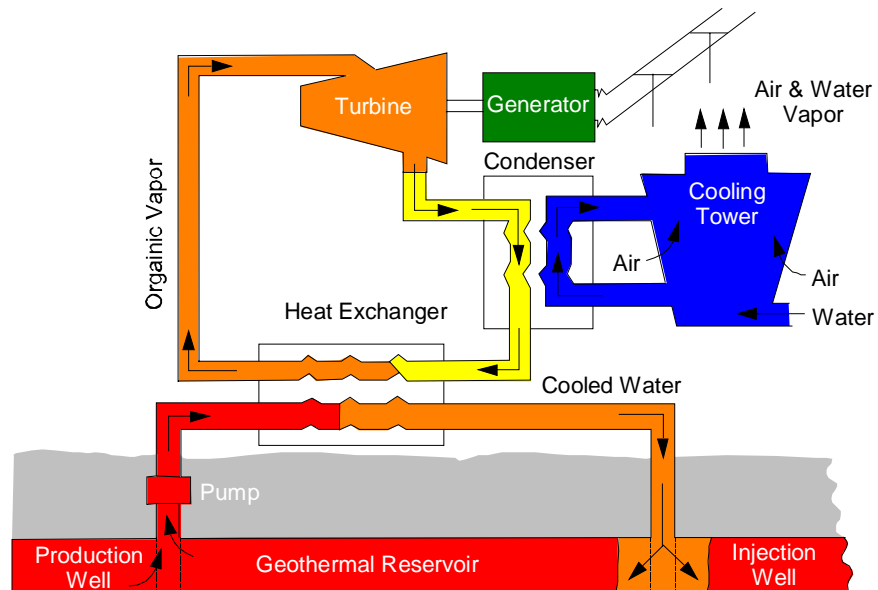 Turbine
Generator
Air & Water
Vapor
Condenser
Cooling
Tower
Orgainic Vapor
Air
Air
Heat Exchanger
Water
Cooled Water
Pump
Production
Well
Geothermal Reservoir
Injection
Well